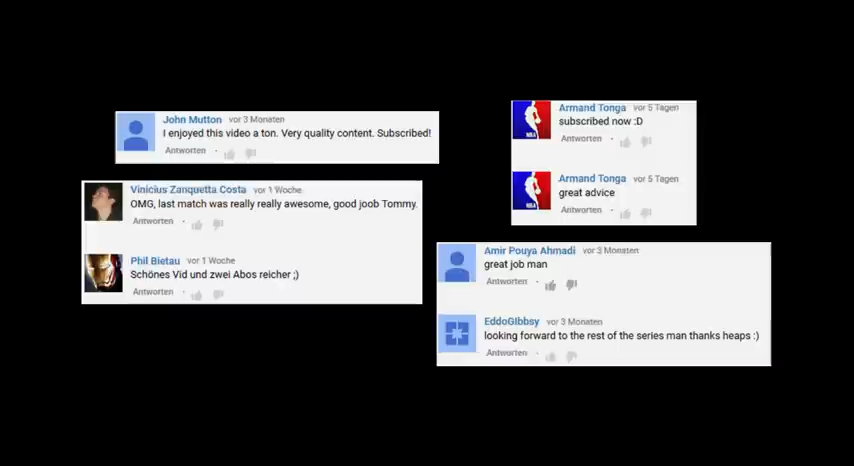 John Mutton vor 3 Monaten
I enjoyed this video a ton. Very quality content. Subscribed!
Antworten
Vinicius Zanquetta Costa vor 1 Woche
OMG, last match was really really awesome, good joob Tommy.
Antworten
Phil Bietau vor 1 Woche
Schönes Vid und zwei Abos reicher ;)
Antworten
Armand Tonga vor 5 Tagen
subscribed now :D
Antworten
NBA
Armand Tonga vor 5 Tagen
great advice
Antworten
NBA
Amir Pouya Ahmadi vor 3 Monaten
great job man
Antworten
EddoGIbbsy vor 3 Monaten
looking forward to the rest of the series man thanks heaps :)
Antworten